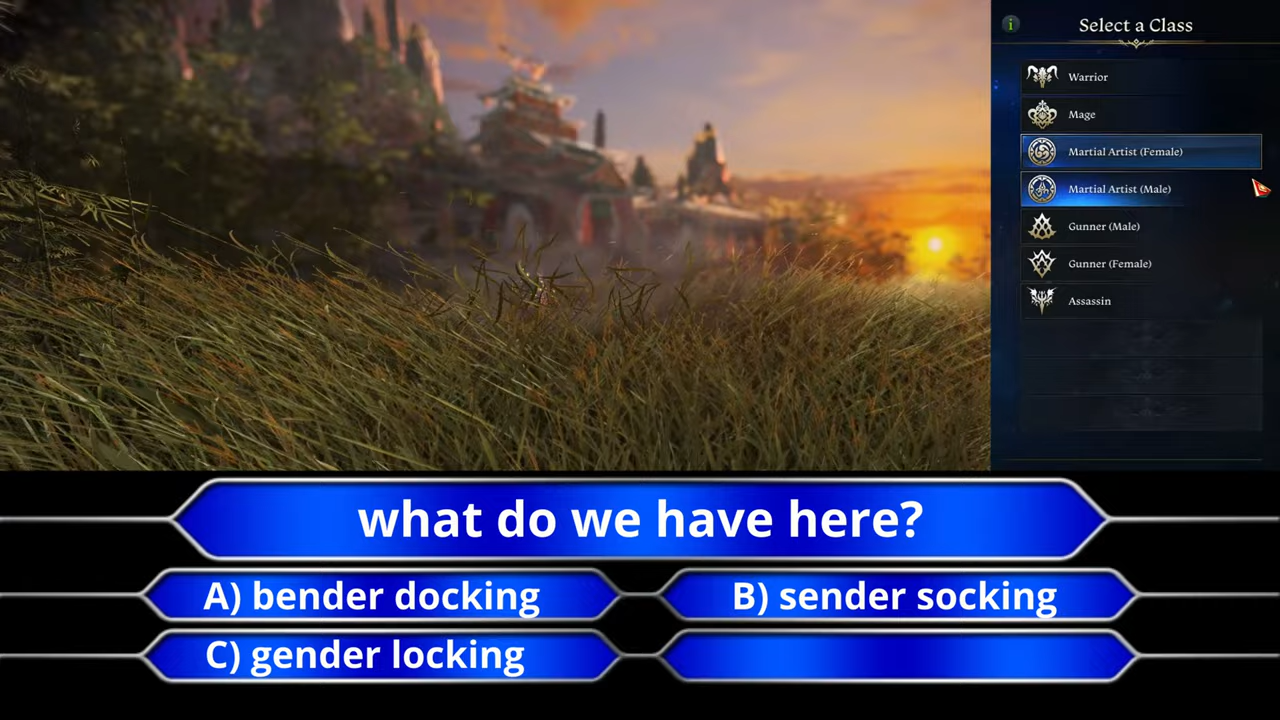 Select a Class
Warrior
Mage
Martial Artist (Female)
Martial Artist (Male)
Gunner (Male)
Gunner (Female)
Assassin
what do we have here?
A) bender docking
B) sender socking
C) gender locking